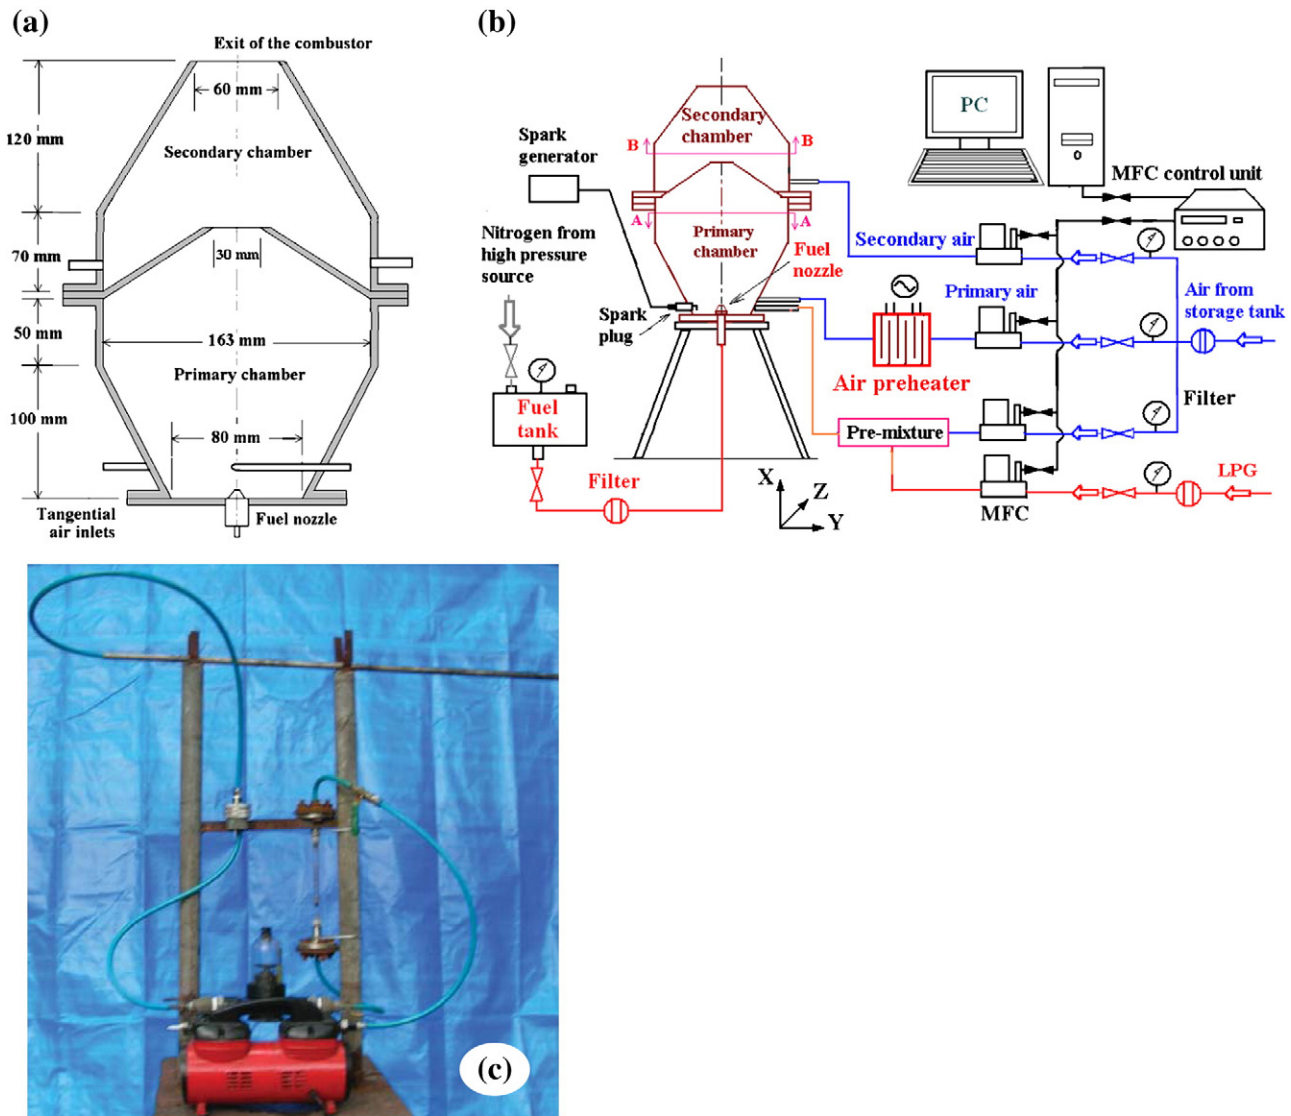 (a)
Exit of the combustor
60 mm
120 mm
Secondary chamber
70 mm
30 mm
50 mm
163 mm
Primary chamber
100 mm
80 mm
Tangential
air inlets
Fuel nozzle
(b)
PC
Secondary
chamber
B
B
Spark
generator
MFC control unit
A
A
Nitrogen from
high pressure
source
Primary
chamber
Fuel
nozzle
Secondary air
Spark
plug
Primary air
Air from
storage tank
Air preheater
Fuel
tank
Filter
Pre-mixture
Filter
X
Z
Y
MFC
LPG
(c)